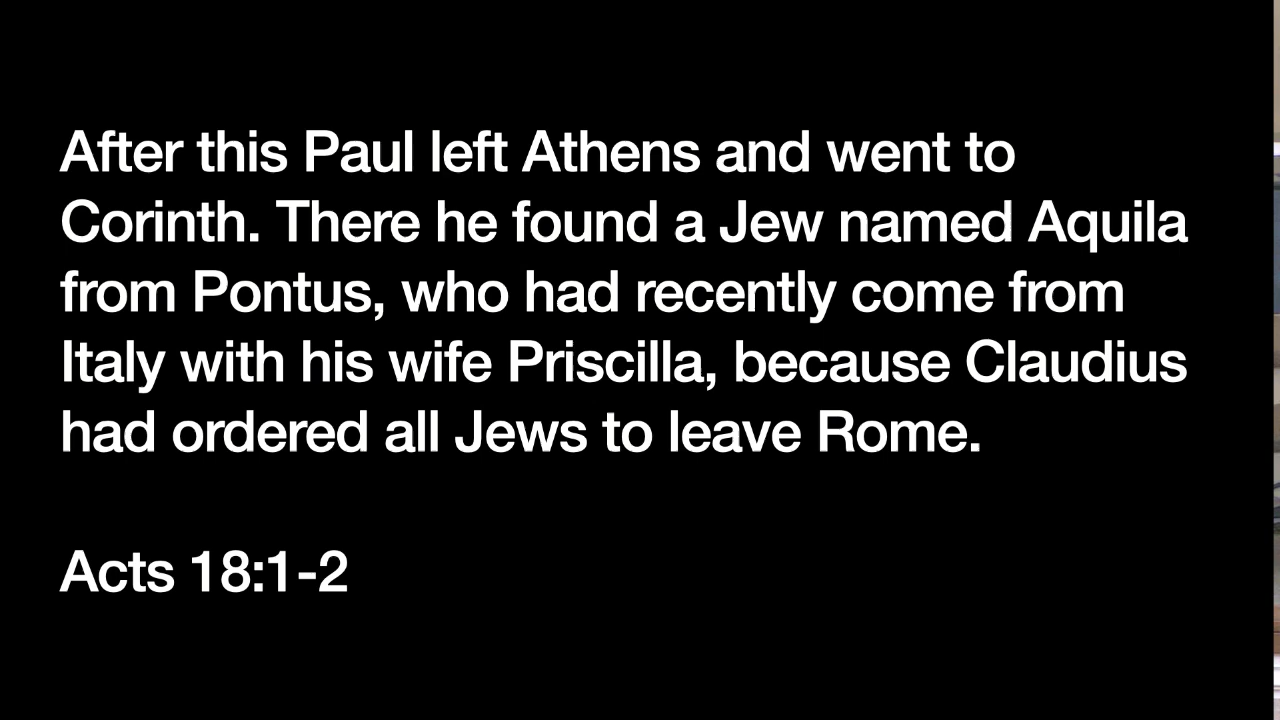 After this Paul left Athens and went to
Corinth. There he found a Jew named Aquila
from Pontus, who had recently come from
Italy with his wife Priscilla, because Claudius
had ordered all Jews to leave Rome.
Acts 18:1-2